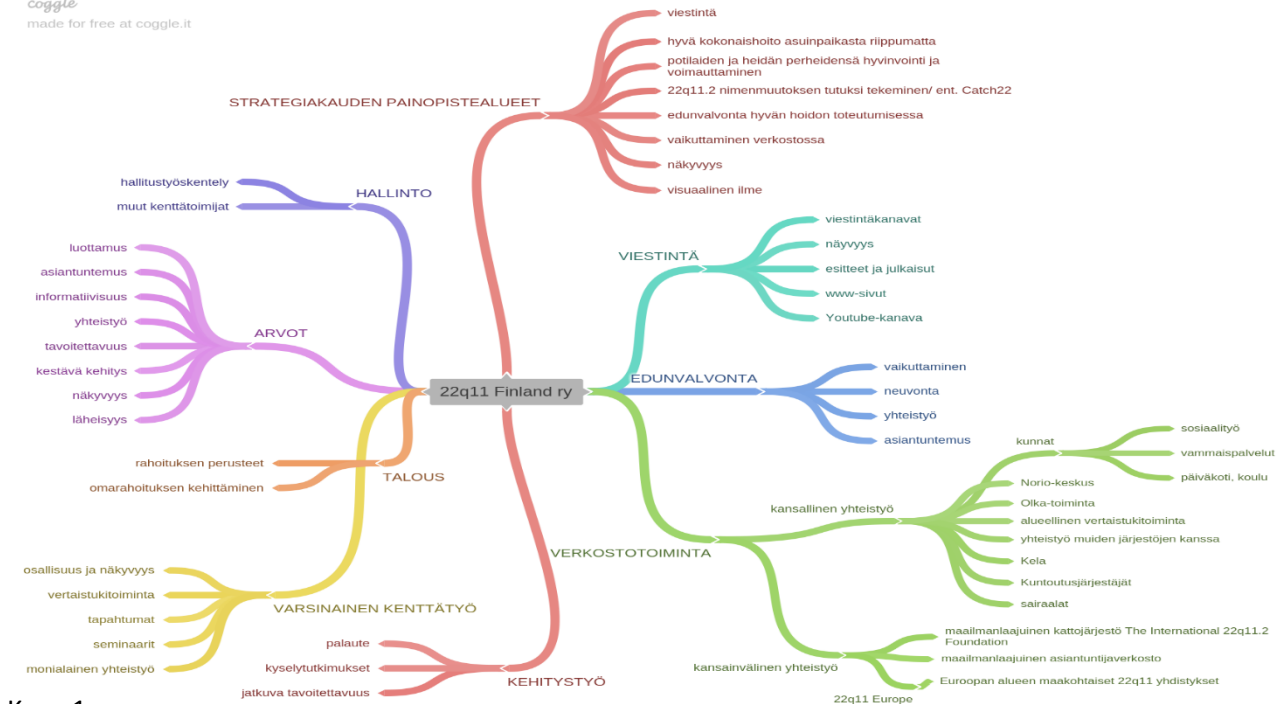 coggle
made for free at coggle.it
STRATEGIAKAUDEN PAINOPISTEALUEET
viestintä
hyvä kokonaishoito asuinpaikasta riippumatta
potilaiden ja heidän perheidensä hyvinvointi ja
voimauttaminen
22q11.2 nimenmuutoksen tutuksi tekeminen/ ent. Catch22
edunvalvonta hyvän hoidon toteutumisessa
vaikuttaminen verkostossa
näkyvyys
visuaalinen ilme
HALLINTO
hallitustyöskentely
muut kenttätoimijat
ARVOT
luottamus
asiantuntemus
informatiivisuus
yhteistyö
tavoitettavuus
kestävä kehitys
näkyvyys
läheisyys
22q11 Finland ry
VIESTINTÄ
viestintäkanavat
näyvyys
esitteet ja julkaisut
www-sivut
Youtube-kanava
EDUNVALVONTA
vaikuttaminen
neuvonta
yhteistyö
asiantuntemus
TALOUS
rahoituksen perusteet
omarahoituksen kehittäminen
VERKOSTOTOIMINTA
kansallinen yhteistyö
kunnat
sosiaalityö
vammaispalvelut
päiväkoti, koulu
Norio-keskus
Olka-toiminta
alueellinen vertaistukitoiminta
yhteistyö muiden järjestöjen kanssa
Kela
Kuntoutusjärjestäjät
sairaalat
kansainvälinen yhteistyö
maailmanlaajuinen kattojärjestö The International 22q11.2
Foundation
maailmanlaajuinen asiantuntijaverkosto
22q11 Europe
Euroopan alueen maakohtaiset 22q11 yhdistykset
VARSINAINEN KENTTÄTYÖ
osallisuus ja näkyvyys
vertaistukitoiminta
tapahtumat
seminaarit
monialainen yhteistyö
KEHITYSTYÖ
palaute
kyselytutkimukset
jatkuva tavoitettavuus